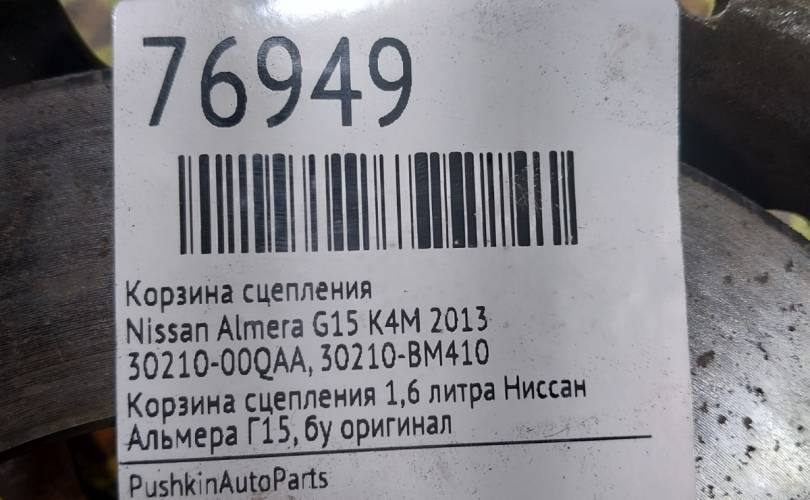 76949
Корзина сцепления
Nissan Almera G15 K4M 2013
30210-00QAA, 30210-BM410
Корзина сцепления 1,6 литра Ниссан
Альмера Г15, бу оригинал
PushkinAutoParts